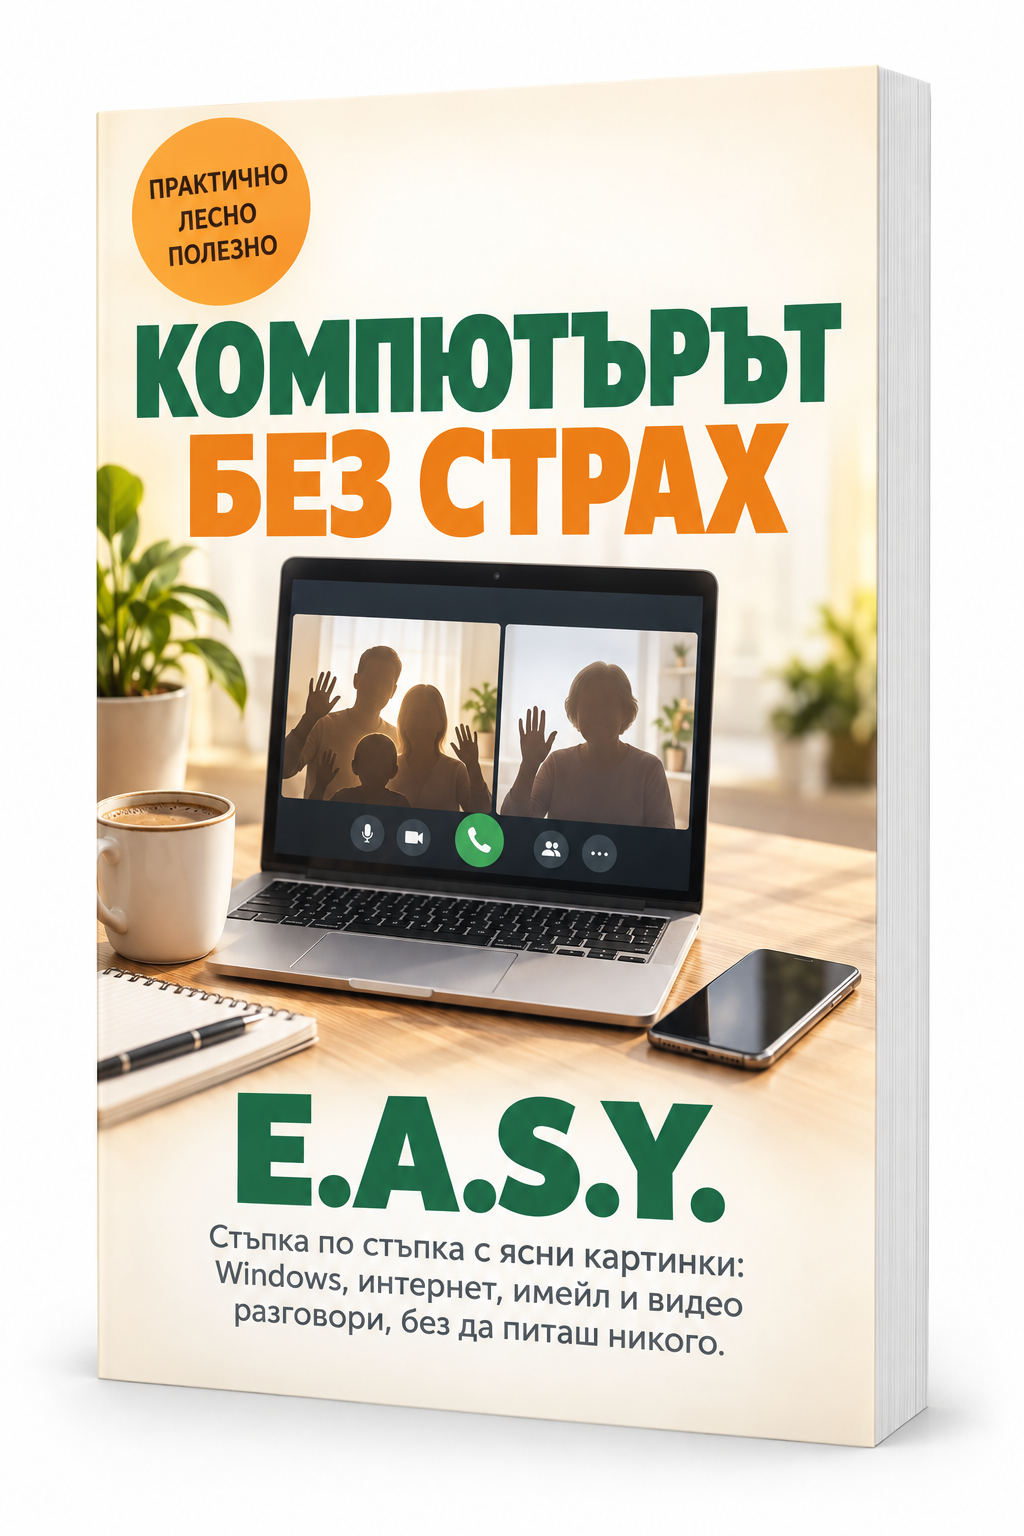 ПРАКТИЧНО
ЛЕСНО
ПОЛЕЗНО
КОМПЮТЪРЪТ
БЕЗ СТРАХ
E.A.S.Y.
Стъпка по стъпка с ясни картинки:
Windows, интернет, имейл и видео
разговори, без да питаш никого.